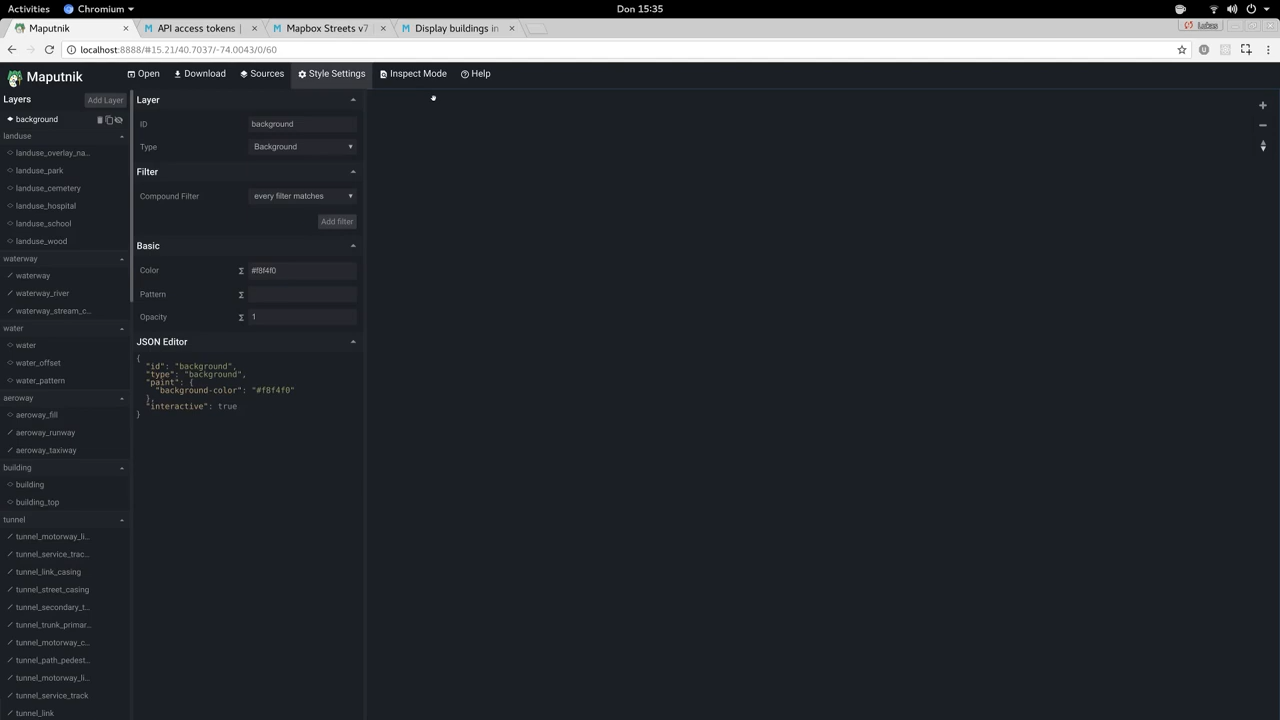 Activities
Chromium
Don 15:35
Maputnik
API access tokens |
Mapbox Streets v7
Display buildings in
localhost:8888/#15.21/40.7037/-74.0043/0/60
Maputnik
Open
Download
Sources
Style Settings
Inspect Mode
Help
Layers
Add Layer
background
landuse
landuse_overlay_na...
landuse_park
landuse_cemetery
landuse_hospital
landuse_school
landuse_wood
waterway
waterway
waterway_river
waterway_stream_c...
water
water
water_offset
water_pattern
aeroway
aeroway_fill
aeroway_runway
aeroway_taxiway
building
building
building_top
tunnel
tunnel_motorway_li...
tunnel_service_trac...
tunnel_link_casing
tunnel_street_casing
tunnel_secondary_t...
tunnel_trunk_primar...
tunnel_motorway_c...
tunnel_path_pedest...
tunnel_motorway_li...
tunnel_service_track
tunnel_link
Layer
ID
background
Type
Background
Filter
Compound Filter
every filter matches
Add filter
Basic
Color
#f8f4f0
Pattern
Opacity
1
JSON Editor
{
"id": "background",
"type": "background",
"paint": {
"background-color": "#f8f4f0"
},
"interactive": true
}